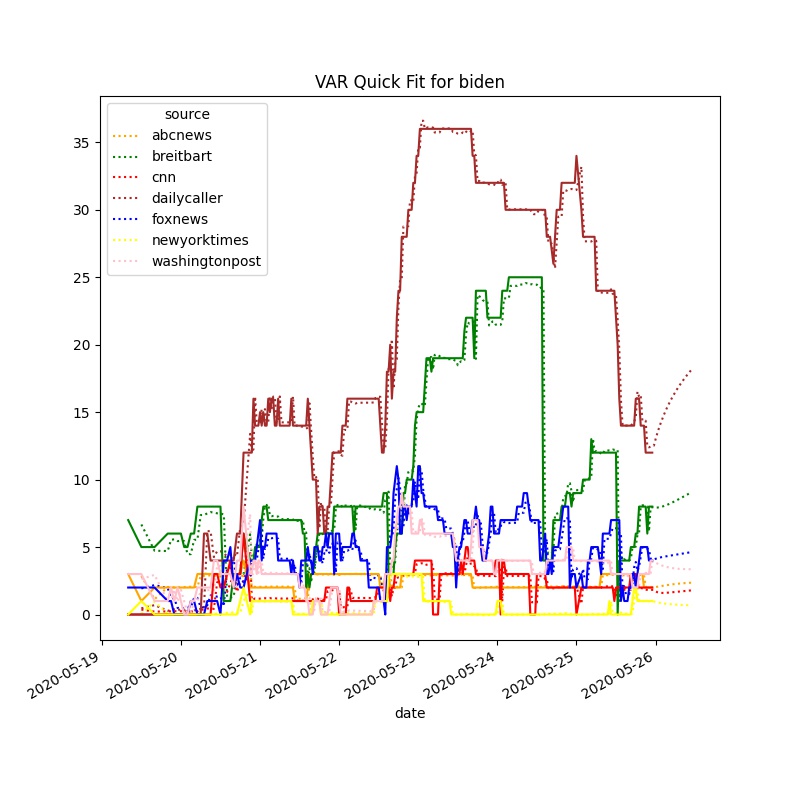 VAR Quick Fit for biden
source
abcnews
breitbart
cnn
dailycaller
foxnews
newyorktimes
washingtonpost
35
30
25
20
15
10
5
0
2020-05-19
2020-05-20
2020-05-21
2020-05-22
2020-05-23
2020-05-24
2020-05-25
2020-05-26
date